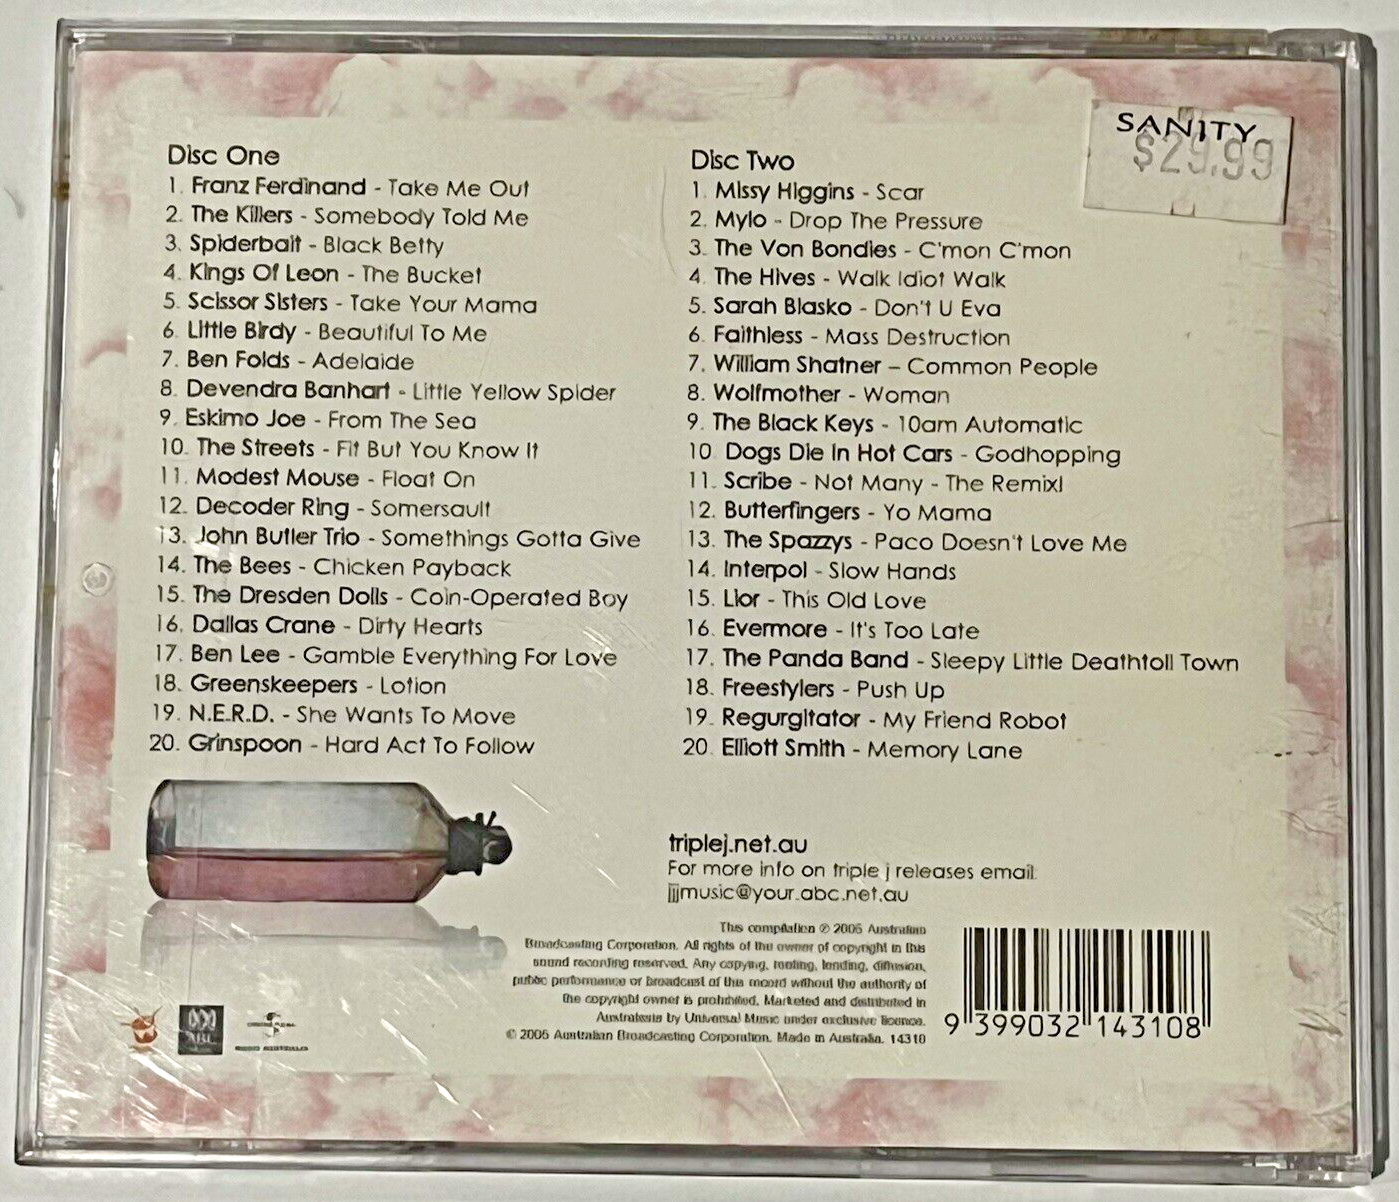 SANITY
$29.99
Disc One
1. Franz Ferdinand - Take Me Out
2. The Killers - Somebody Told Me
3. Spiderbait - Black Betty
4. Kings Of Leon - The Bucket
5. Scissor Sisters - Take Your Mama
6. Little Birdy - Beautiful To Me
7. Ben Folds - Adelaide
8. Devendra Banhart - Little Yellow Spider
9. Eskimo Joe - From The Sea
10. The Streets - Fit But You Know It
11. Modest Mouse - Float On
12. Decoder Ring - Somersault
13. John Butler Trio - Somethings Gotta Give
14. The Bees - Chicken Payback
15. The Dresden Dolls - Coin-Operated Boy
16. Dallas Crane - Dirty Hearts
17. Ben Lee - Gamble Everything For Love
18. Greenskeepers - Lotion
19. N.E.R.D. - She Wants To Move
20. Grinspoon - Hard Act To Follow
Disc Two
1. Missy Higgins - Scar
2. Mylo - Drop The Pressure
3. The Von Bondies - C'mon C'mon
4. The Hives - Walk Idiot Walk
5. Sarah Blasko - Don't U Eva
6. Faithless - Mass Destruction
7. William Shatner – Common People
8. Wolfmother - Woman
9. The Black Keys - 10am Automatic
10. Dogs Die In Hot Cars - Godhopping
11. Scribe - Not Many - The Remix!
12. Butterfingers - Yo Mama
13. The Spazzys - Paco Doesn't Love Me
14. Interpol - Slow Hands
15. Lior - This Old Love
16. Evermore - It's Too Late
17. The Panda Band - Sleepy Little Deathtoll Town
18. Freestylers - Push Up
19. Regurgitator - My Friend Robot
20. Elliott Smith - Memory Lane
triplej.net.au
For more info on triple j releases email:
jjjmusic@your.abc.net.au
This compilation ℗ 2005 Australian
Broadcasting Corporation. All rights of the owner of copyright in this
sound recording reserved. Any copying, renting, lending, diffusion,
public performance or broadcast of this record without the authority of
the copyright owner is prohibited. Marketed and distributed in
Australasia by Universal Music under exclusive licence.
© 2005 Australian Broadcasting Corporation. Made in Australia. 14310
ABC
9 399032 143108